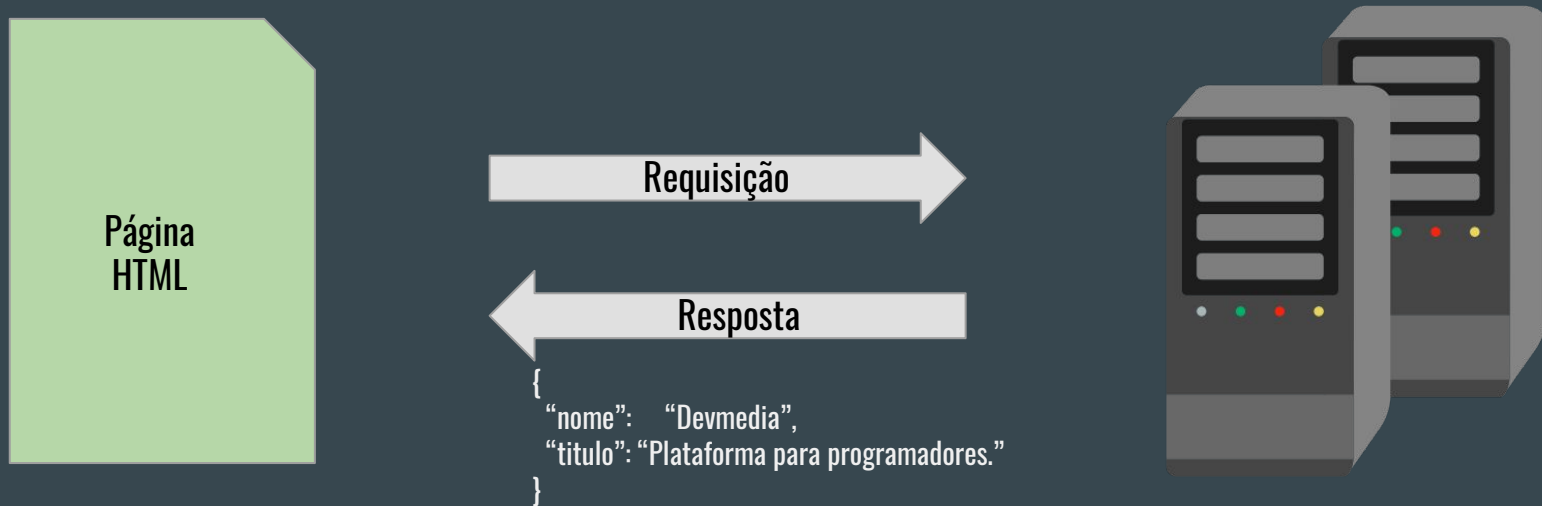 Página
HTML
Requisição
Resposta
{
“nome”: “Devmedia”,
“titulo”: “Plataforma para programadores.”
}